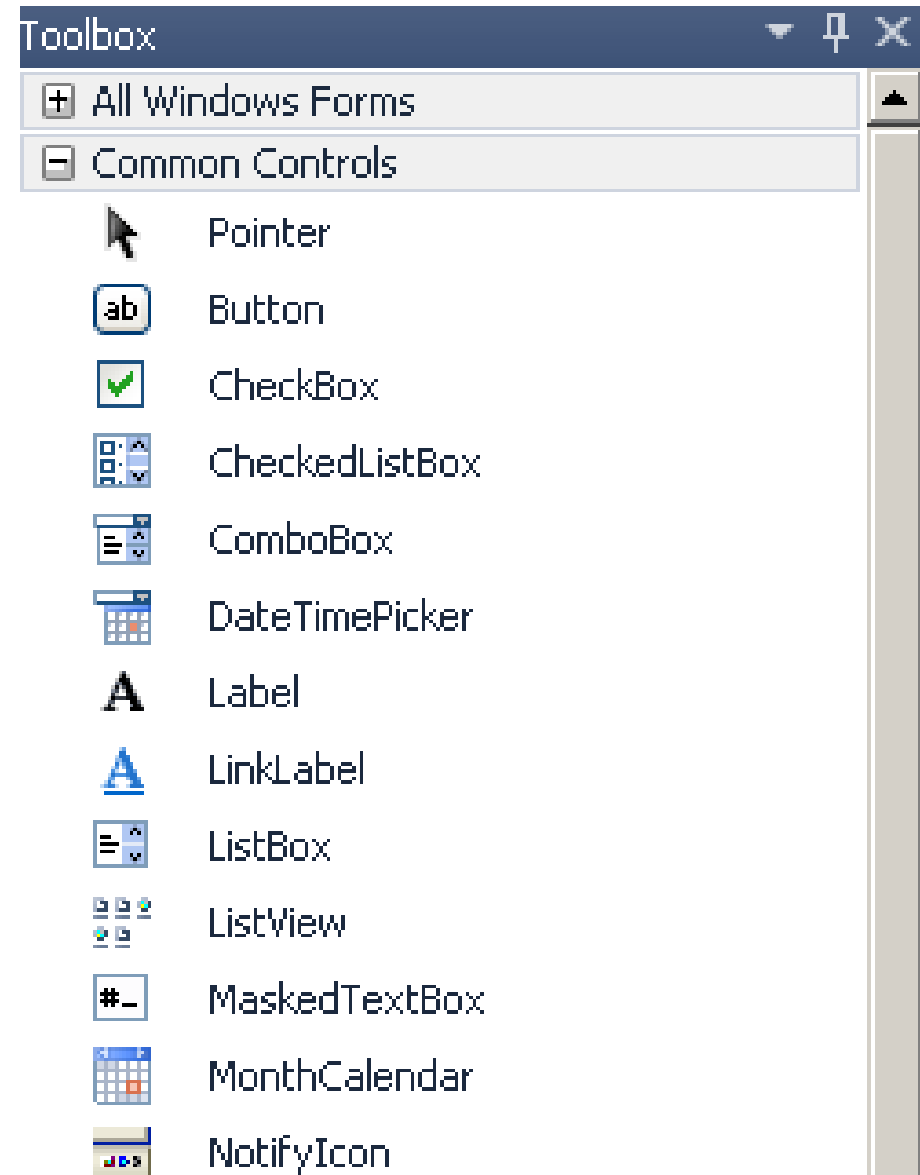 Toolbox
All Windows Forms
Common Controls
Pointer
ab Button
CheckBox
CheckedListBox
ComboBox
DateTimePicker
A Label
A LinkLabel
ListBox
ListView
#_ MaskedTextBox
MonthCalendar
NotifyIcon